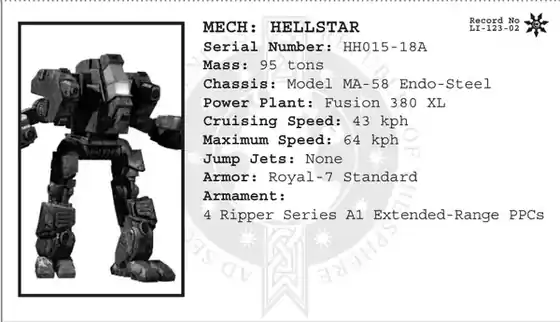 MECH: HELLSTAR
Record No
LI-123-02
Serial Number: HH015-18A
Mass: 95 tons
Chassis: Model MA-58 Endo-Steel
Power Plant: Fusion 380 XL
Cruising Speed: 43 kph
Maximum Speed: 64 kph
Jump Jets: None
Armor: Royal-7 Standard
Armament:
4 Ripper Series A1 Extended-Range PPCs